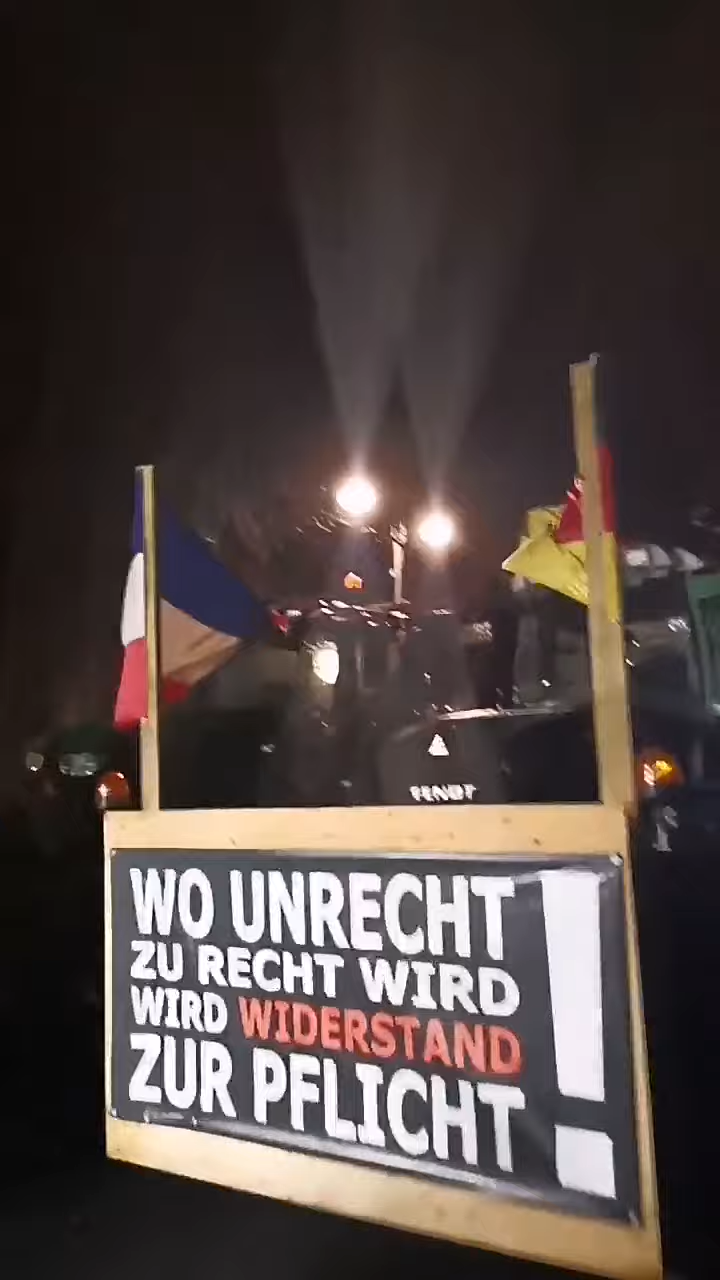 FENDT
WO UNRECHT
ZU RECHT WIRD
WIRD WIDERSTAND
ZUR PFLICHT!